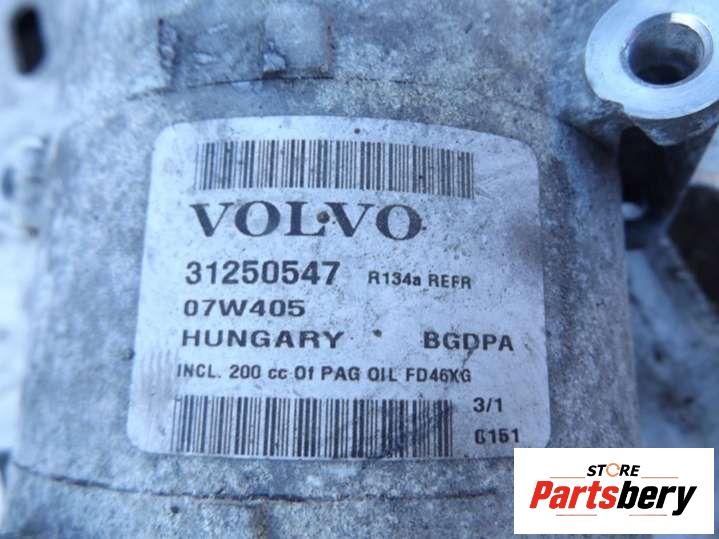 VOLVO
31250547 R134a REFR
07W405
HUNGARY BGDPA
INCL. 200 cc Of PAG OIL FD46XG
3/1
0151
STORE
Partsbery